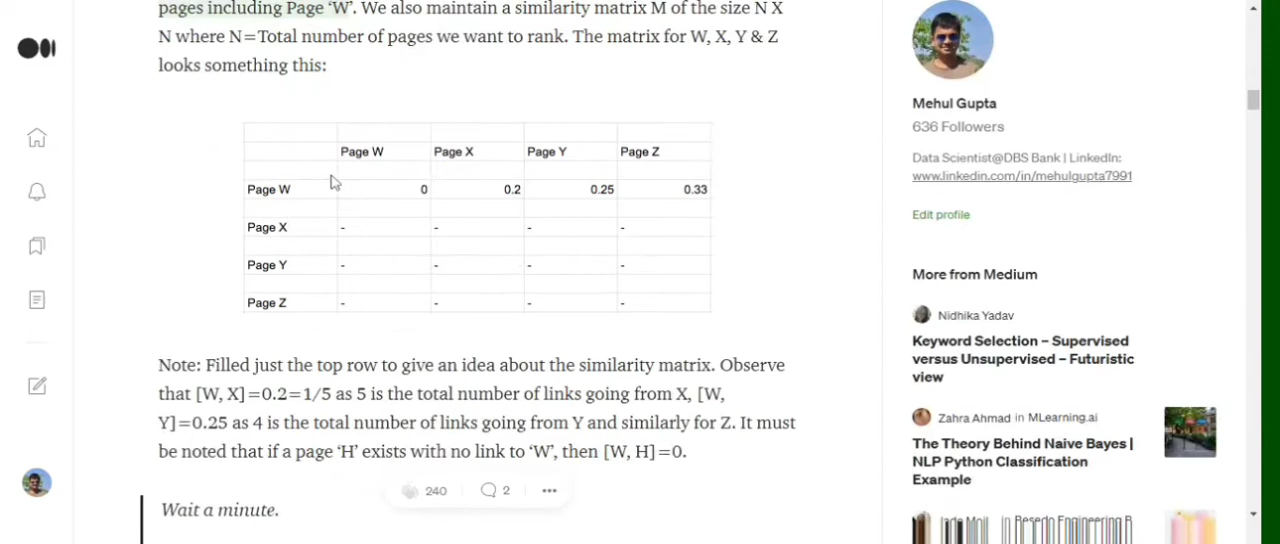 pages including Page ‘W’. We also maintain a similarity matrix M of the size N X
N where N=Total number of pages we want to rank. The matrix for W, X, Y & Z
looks something this:
Page W Page X Page Y Page Z
Page W 0 0.2 0.25 0.33
Page X - - - -
Page Y - - - -
Page Z - - - -
Note: Filled just the top row to give an idea about the similarity matrix. Observe
that [W, X]=0.2=1/5 as 5 is the total number of links going from X, [W,
Y]=0.25 as 4 is the total number of links going from Y and similarly for Z. It must
be noted that if a page ‘H’ exists with no link to ‘W’, then [W, H]=0.
240 2
Wait a minute.
Mehul Gupta
636 Followers
Data Scientist@DBS Bank | LinkedIn:
www.linkedin.com/in/mehulgupta7991
Edit profile
More from Medium
Nidhika Yadav
Keyword Selection – Supervised
versus Unsupervised – Futuristic
view
Zahra Ahmad in MLearning.ai
The Theory Behind Naive Bayes |
NLP Python Classification
Example
in Besedo Engineering B